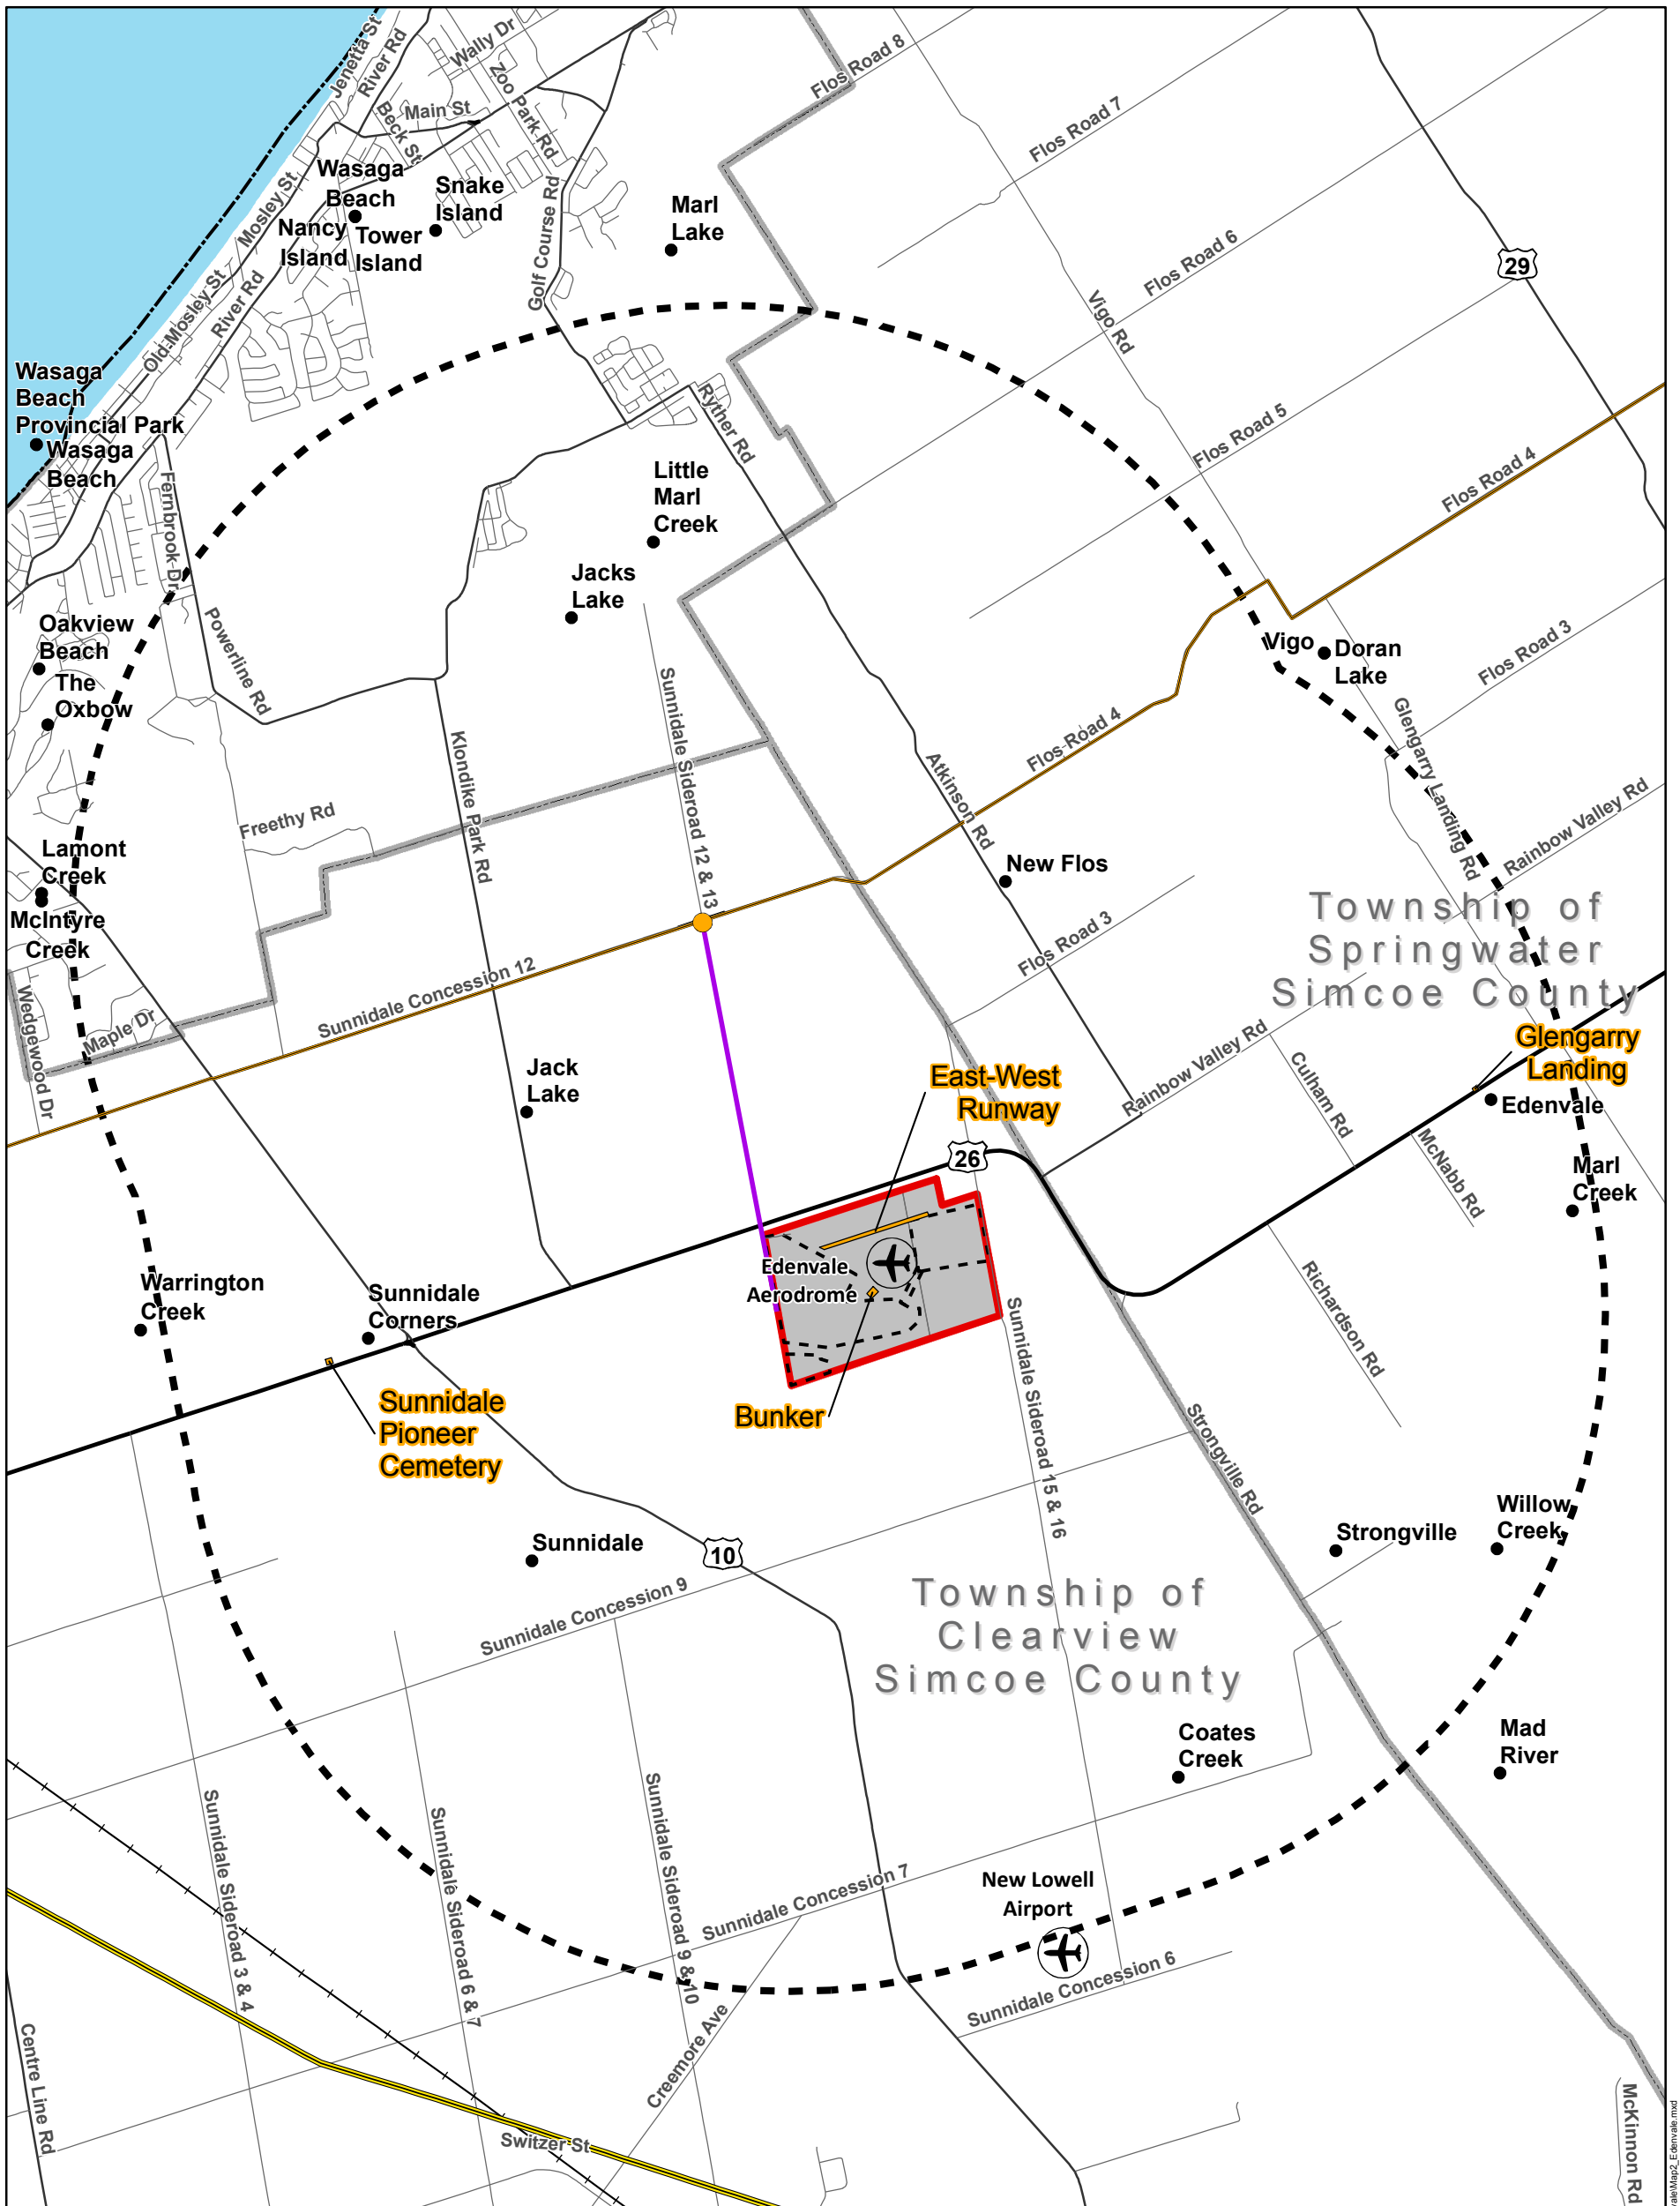 Jenetta St
River Rd
Wally Dr
Zoo Park Rd
Main St
Beck St
Flos Road 8
Flos Road 7
Wasaga
Beach
Snake
Island
Nancy
Island
Tower
Island
Marl
Lake
Mosley St
Golf Course Rd
Flos Road 6
29
Old Mosley St
River Rd
Vigo Rd
Wasaga
Beach
Provincial Park
Wasaga
Beach
Ryther Rd
Flos Road 5
Flos Road 4
Fernbrook Dr
Little
Marl
Creek
Jacks
Lake
Oakview
Beach
The
Oxbow
Powerline Rd
Sunnidale Sideroad 12 & 13
Vigo
Doran
Lake
Flos Road 3
Klondike Park Rd
Flos Road 4
Atkinson Rd
Glengarry Landing Rd
Freethy Rd
Rainbow Valley Rd
Lamont
Creek
McIntyre
Creek
New Flos
Township of
Springwater
Simcoe County
Flos Road 3
Sunnidale Concession 12
Wedgewood Dr
Maple Dr
Jack
Lake
East-West
Runway
Rainbow Valley Rd
Culham Rd
Glengarry
Landing
Edenvale
McNabb Rd
26
Marl
Creek
Edenvale
Aerodrome
Warrington
Creek
Sunnidale
Corners
Richardson Rd
Sunnidale
Pioneer
Cemetery
Bunker
Sunnidale Sideroad 15 & 16
Strongville Rd
Willow
Creek
Strongville
Sunnidale
10
Sunnidale Concession 9
Township of
Clearview
Simcoe County
Coates
Creek
Mad
River
Sunnidale Sideroad 3 & 4
Sunnidale Sideroad 6 & 7
Sunnidale Sideroad 9 & 10
Sunnidale Concession 7
New Lowell
Airport
Sunnidale Concession 6
Creemore Ave
Centre Line Rd
Switzer St
McKinnon Rd
vale\Map2_Edenvale.mxd